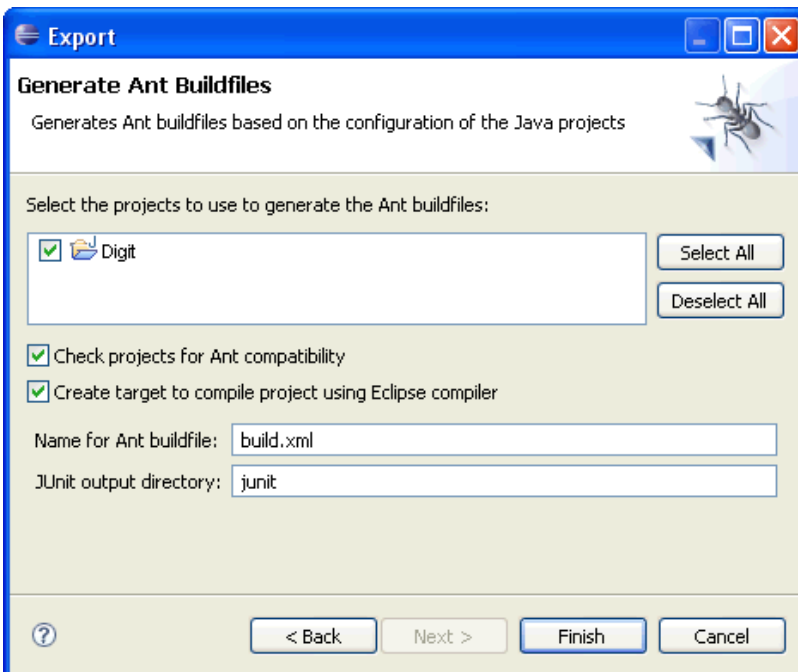 Export
Generate Ant Buildfiles
Generates Ant buildfiles based on the configuration of the Java projects
Select the projects to use to generate the Ant buildfiles:
Digit
Select All
Deselect All
Check projects for Ant compatibility
Create target to compile project using Eclipse compiler
Name for Ant buildfile: build.xml
JUnit output directory: junit
? < Back Next > Finish Cancel